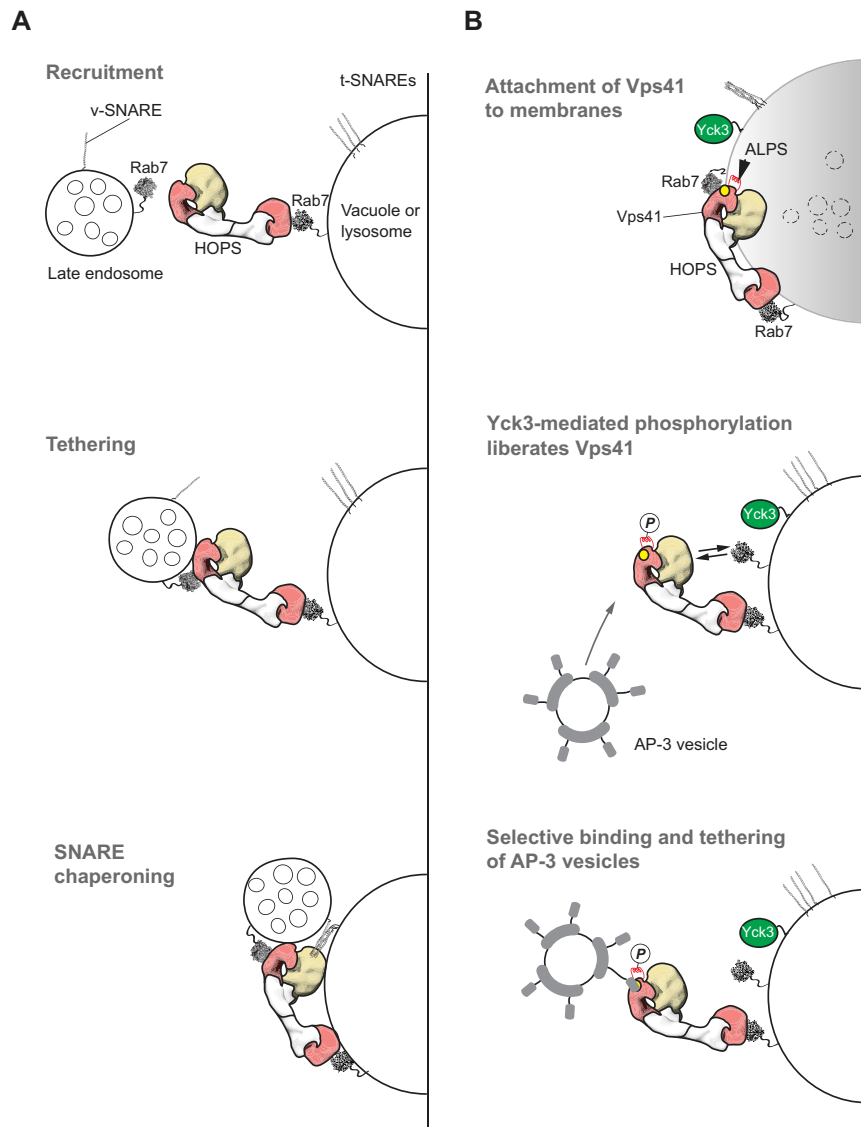 A
Recruitment
t-SNAREs
v-SNARE
Rab7
Rab7
Vacuole or
lysosome
HOPS
Late endosome
Tethering
SNARE
chaperoning
B
Attachment of Vps41
to membranes
Yck3
ALPS
Rab7
Vps41
HOPS
Rab7
Yck3-mediated phosphorylation
liberates Vps41
Yck3
P
AP-3 vesicle
Selective binding and tethering
of AP-3 vesicles
Yck3
P